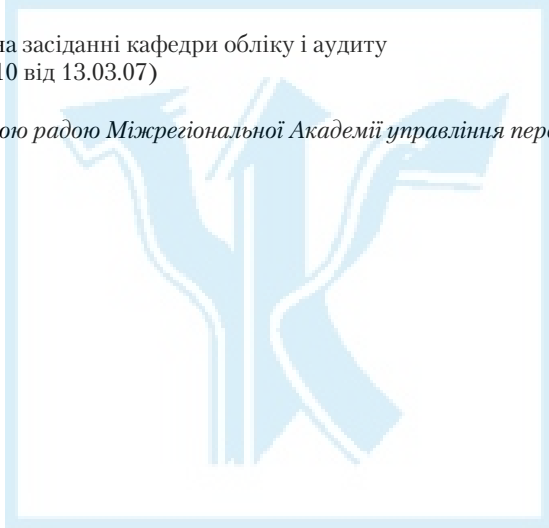 на засіданні кафедри обліку і аудиту
10 від 13.03.07)
ою радою Міжрегіональної Академії управління пер